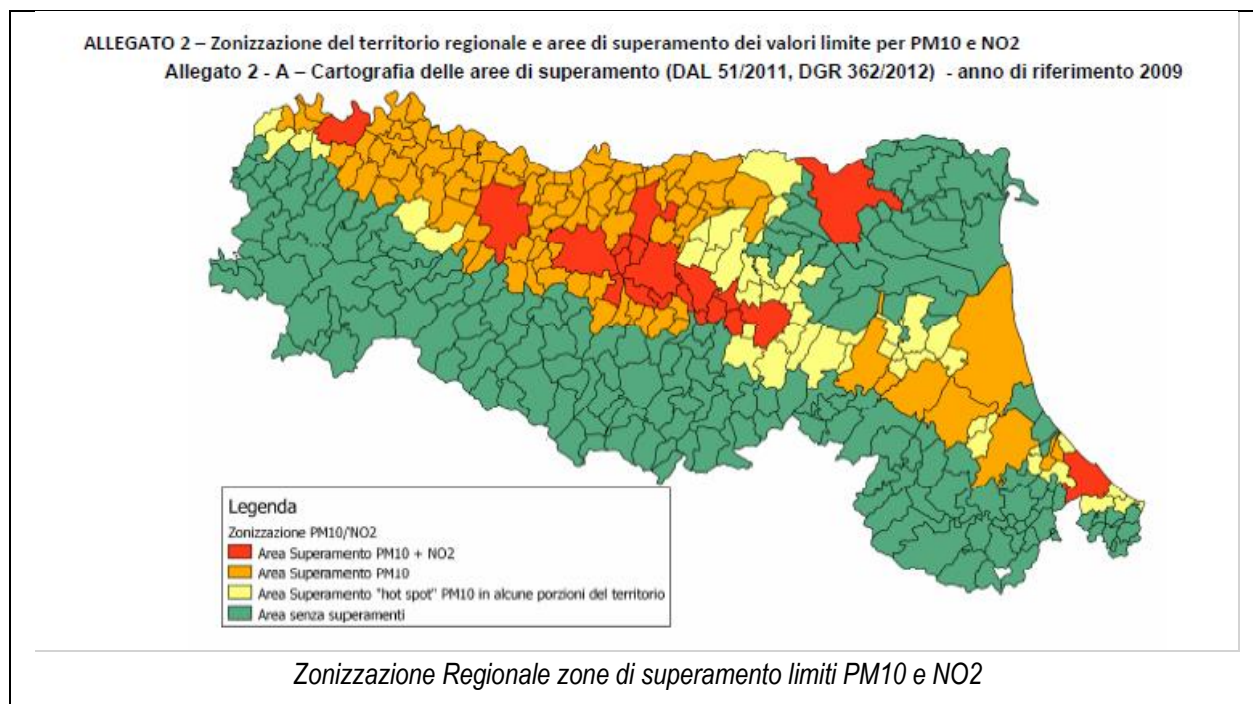 ALLEGATO 2 – Zonizzazione del territorio regionale e aree di superamento dei valori limite per PM10 e NO2
Allegato 2 - A – Cartografia delle aree di superamento (DAL 51/2011, DGR 362/2012) - anno di riferimento 2009
Legenda
Zonizzazione PM10/NO2
Area Superamento PM10 + NO2
Area Superamento PM10
Area Superamento "hot spot" PM10 in alcune porzioni del territorio
Area senza superamenti
Zonizzazione Regionale zone di superamento limiti PM10 e NO2